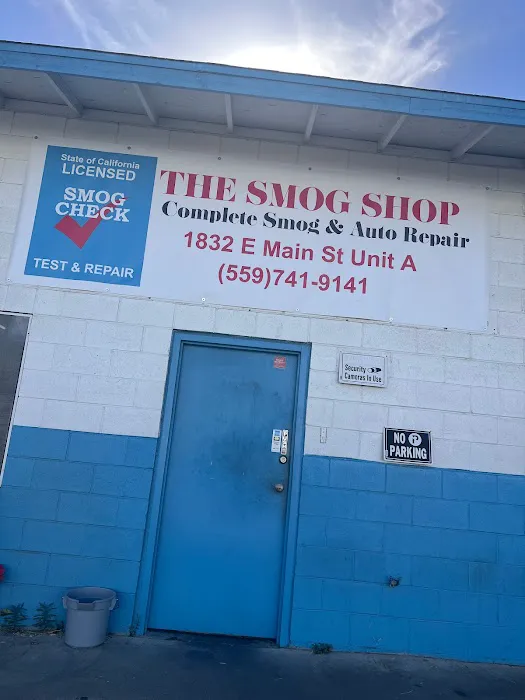 State of California
LICENSED
SMOG
CHECK
TEST & REPAIR
THE SMOG SHOP
Complete Smog & Auto Repair
1832 E Main St Unit A
(559)741-9141
Security
Cameras In Use
NO P
PARKING